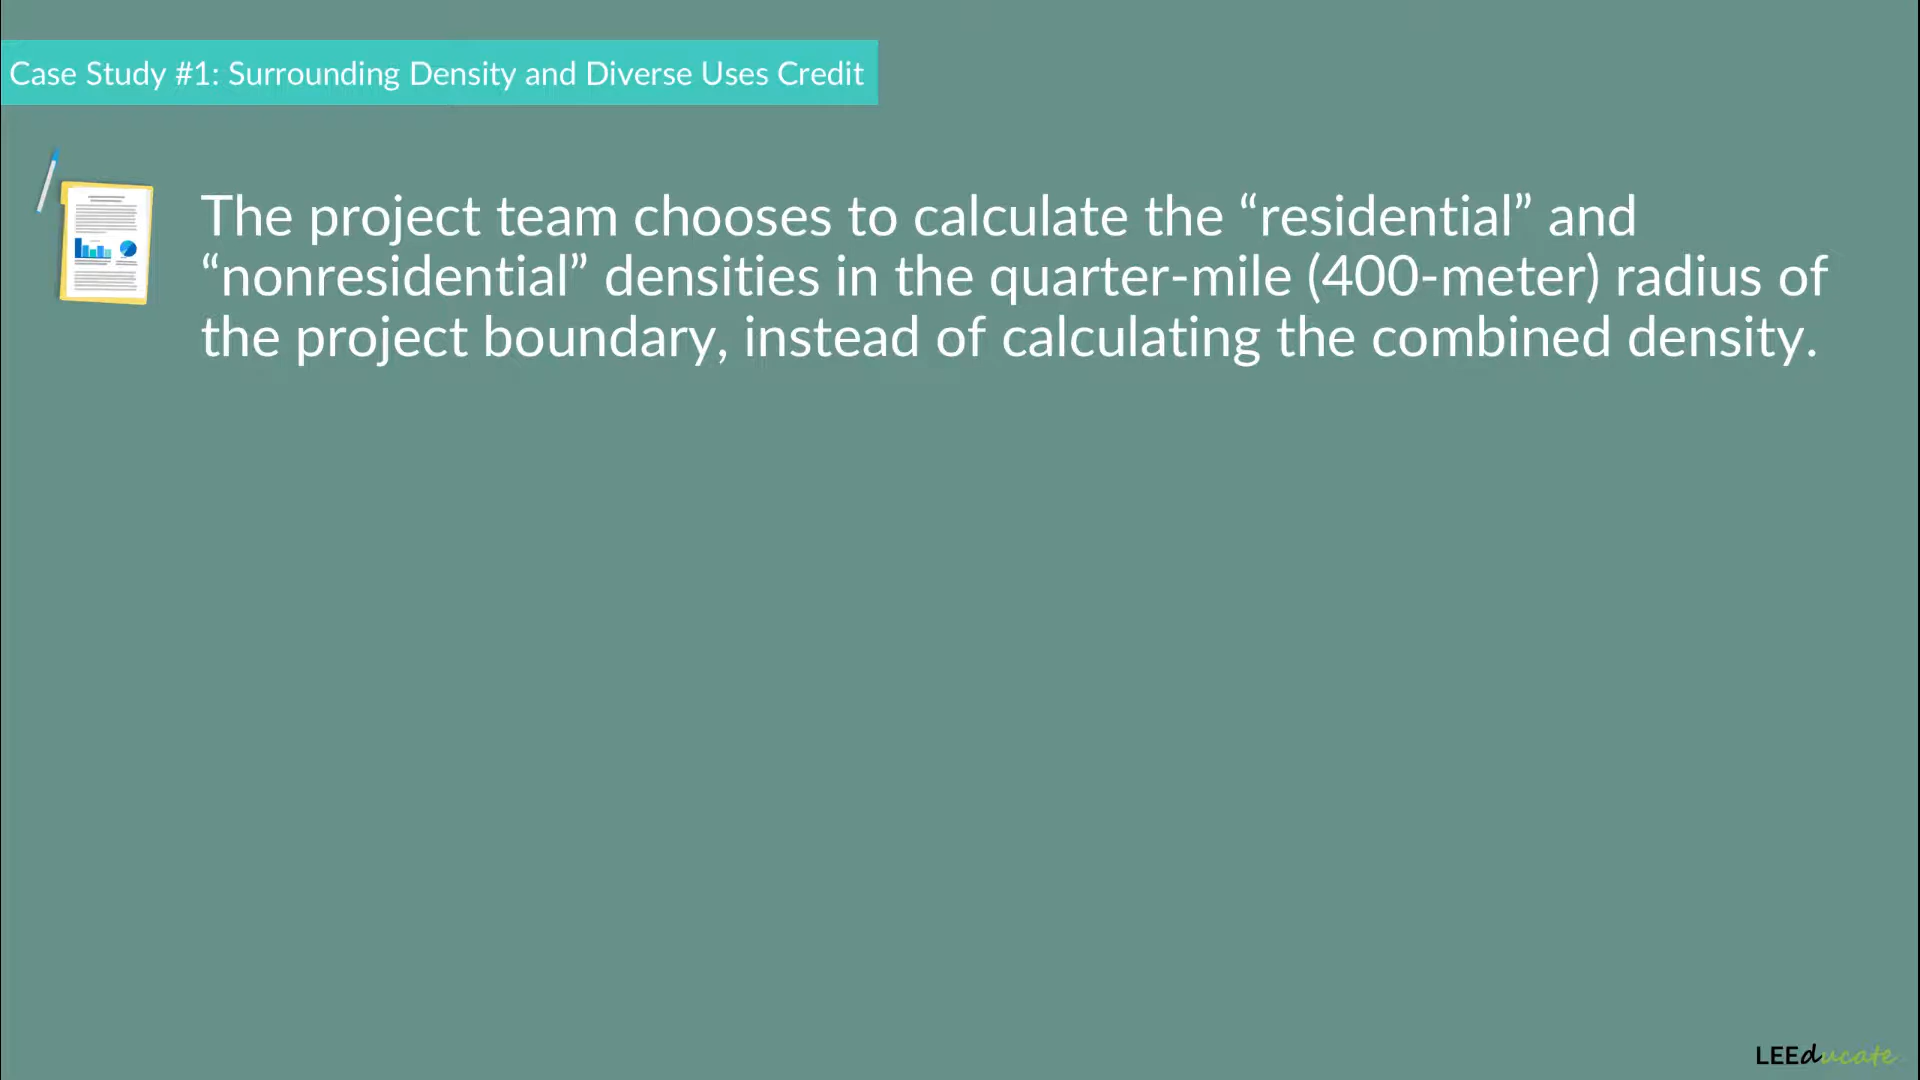 Case Study #1: Surrounding Density and Diverse Uses Credit
The project team chooses to calculate the “residential” and
“nonresidential” densities in the quarter-mile (400-meter) radius of
the project boundary, instead of calculating the combined density.
LEEducate